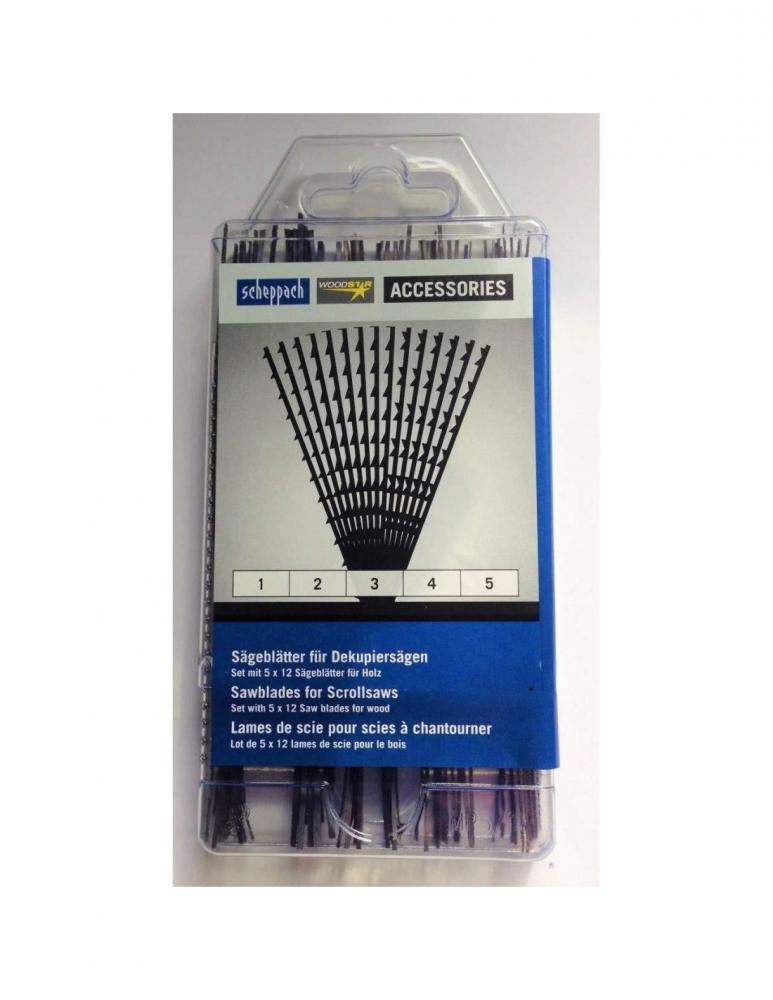 scheppach WOODSTAR ACCESSORIES
1 2 3 4 5
Sägeblätter für Dekupiersägen
Set mit 5 x 12 Sägeblätter für Holz
Sawblades for Scrollsaws
Set with 5 x 12 Saw blades for wood
Lames de scie pour scies à chantourner
Lot de 5 x 12 lames de scie pour le bois